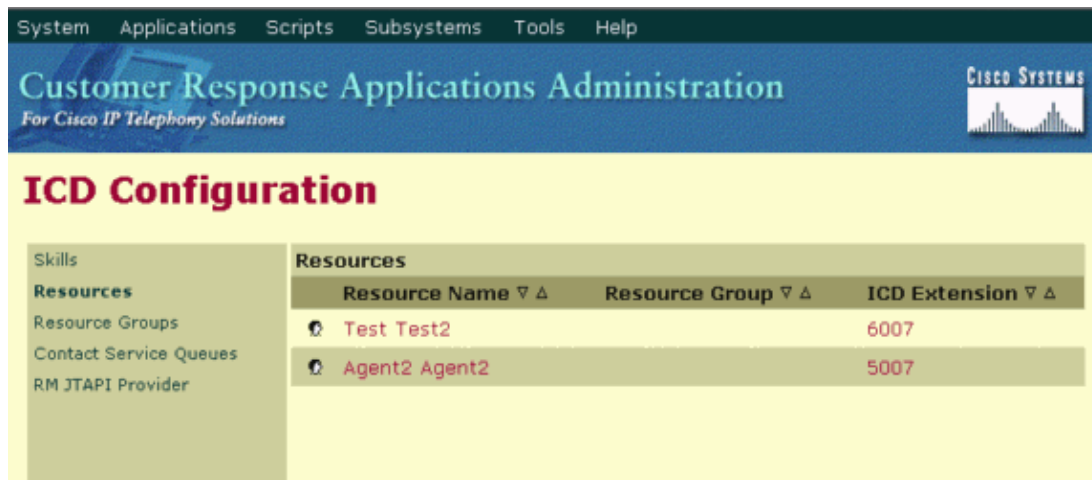 System Applications Scripts Subsystems Tools Help
Customer Response Applications Administration
For Cisco IP Telephony Solutions
CISCO SYSTEMS
ICD Configuration
Skills
Resources
Resource Groups
Contact Service Queues
RM JTAPI Provider
Resources
Resource Name Resource Group ICD Extension
Test Test2 6007
Agent2 Agent2 5007